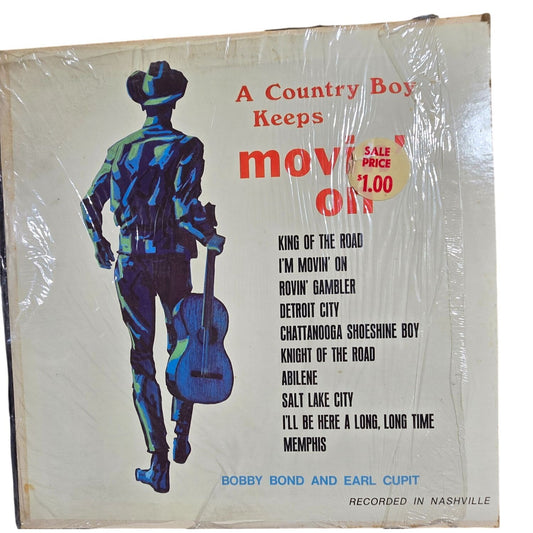 A Country Boy
Keeps
movin'
on
SALE
PRICE
$1.00
KING OF THE ROAD
I'M MOVIN' ON
ROVIN' GAMBLER
DETROIT CITY
CHATTANOOGA SHOESHINE BOY
KNIGHT OF THE ROAD
ABILENE
SALT LAKE CITY
I'LL BE HERE A LONG, LONG TIME
MEMPHIS
BOBBY BOND AND EARL CUPIT
RECORDED IN NASHVILLE